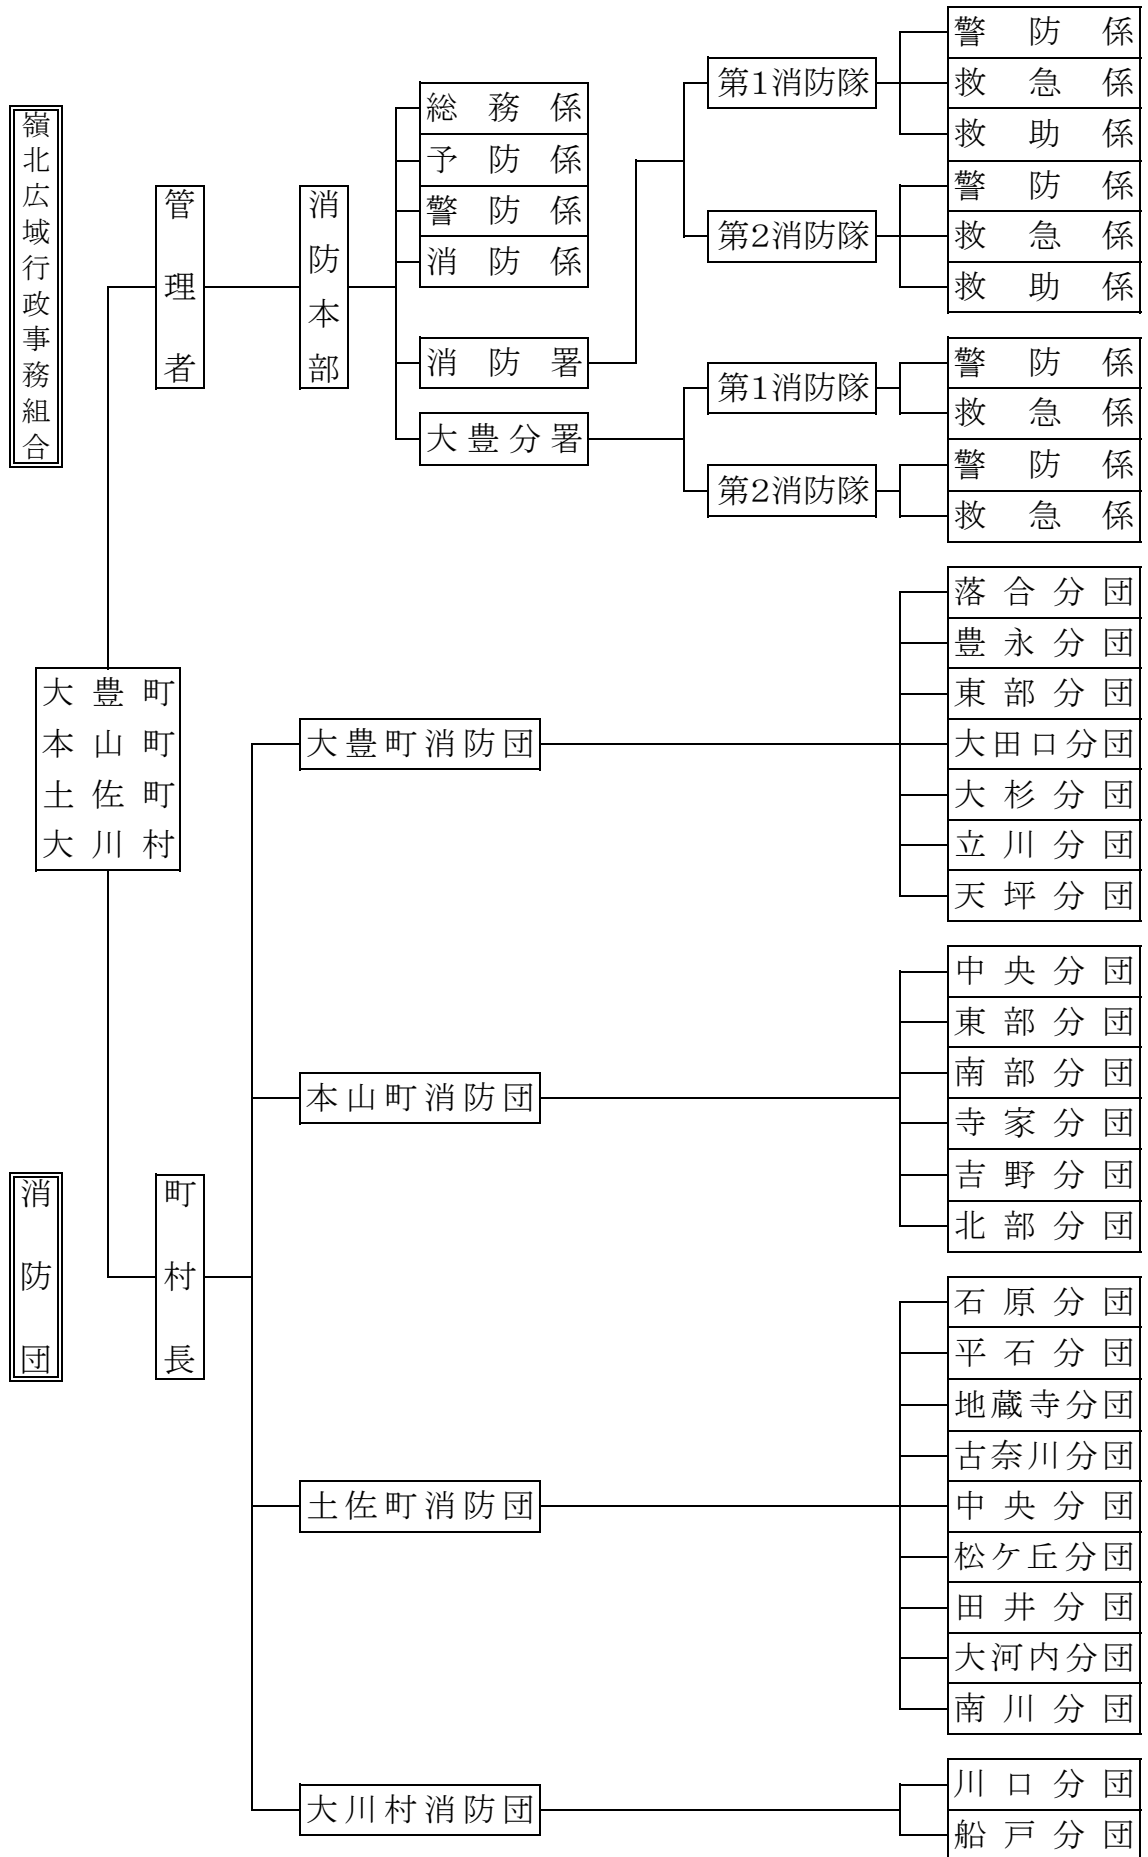 嶺北広域行政事務組合
大豊町
本山町
土佐町
大川村
管理者
消防本部
総務係
予防係
警防係
消防係
消防署
第1消防隊
警防係
救急係
救助係
第2消防隊
警防係
救急係
救助係
大豊分署
第1消防隊
警防係
救急係
第2消防隊
警防係
救急係
消防団
町村長
大豊町消防団
落合分団
豊永分団
東部分団
大田口分団
大杉分団
立川分団
天坪分団
本山町消防団
中央分団
東部分団
南部分団
寺家分団
吉野分団
北部分団
土佐町消防団
石原分団
平石分団
地蔵寺分団
古奈川分団
中央分団
松ケ丘分団
田井分団
大河内分団
南川分団
大川村消防団
川口分団
船戸分団